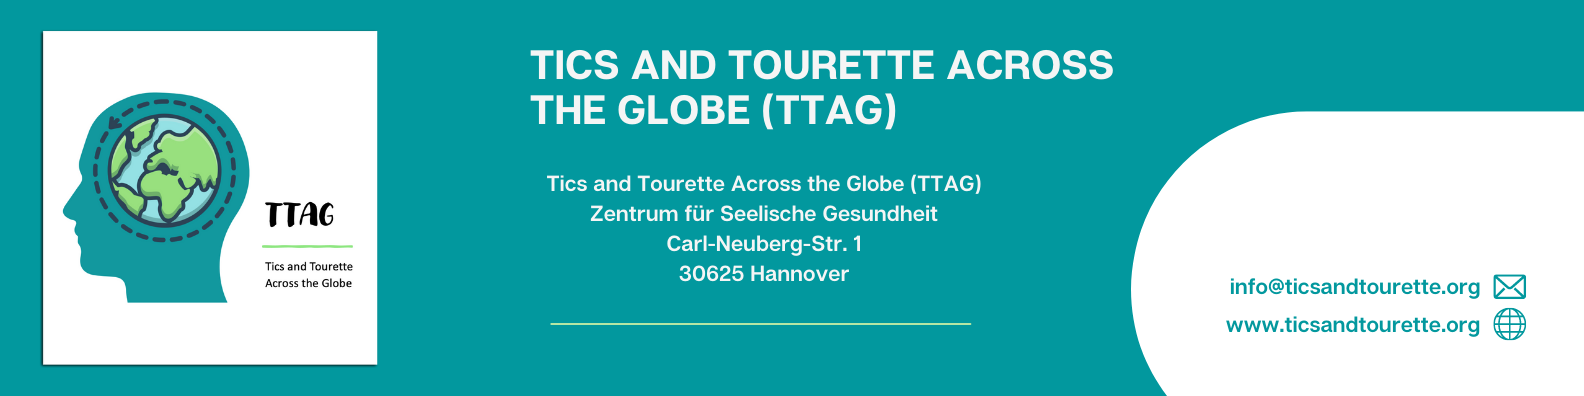 TTAG
Tics and Tourette
Across the Globe
TICS AND TOURETTE ACROSS
THE GLOBE (TTAG)
Tics and Tourette Across the Globe (TTAG)
Zentrum für Seelische Gesundheit
Carl-Neuberg-Str. 1
30625 Hannover
info@ticsandtourette.org
www.ticsandtourette.org